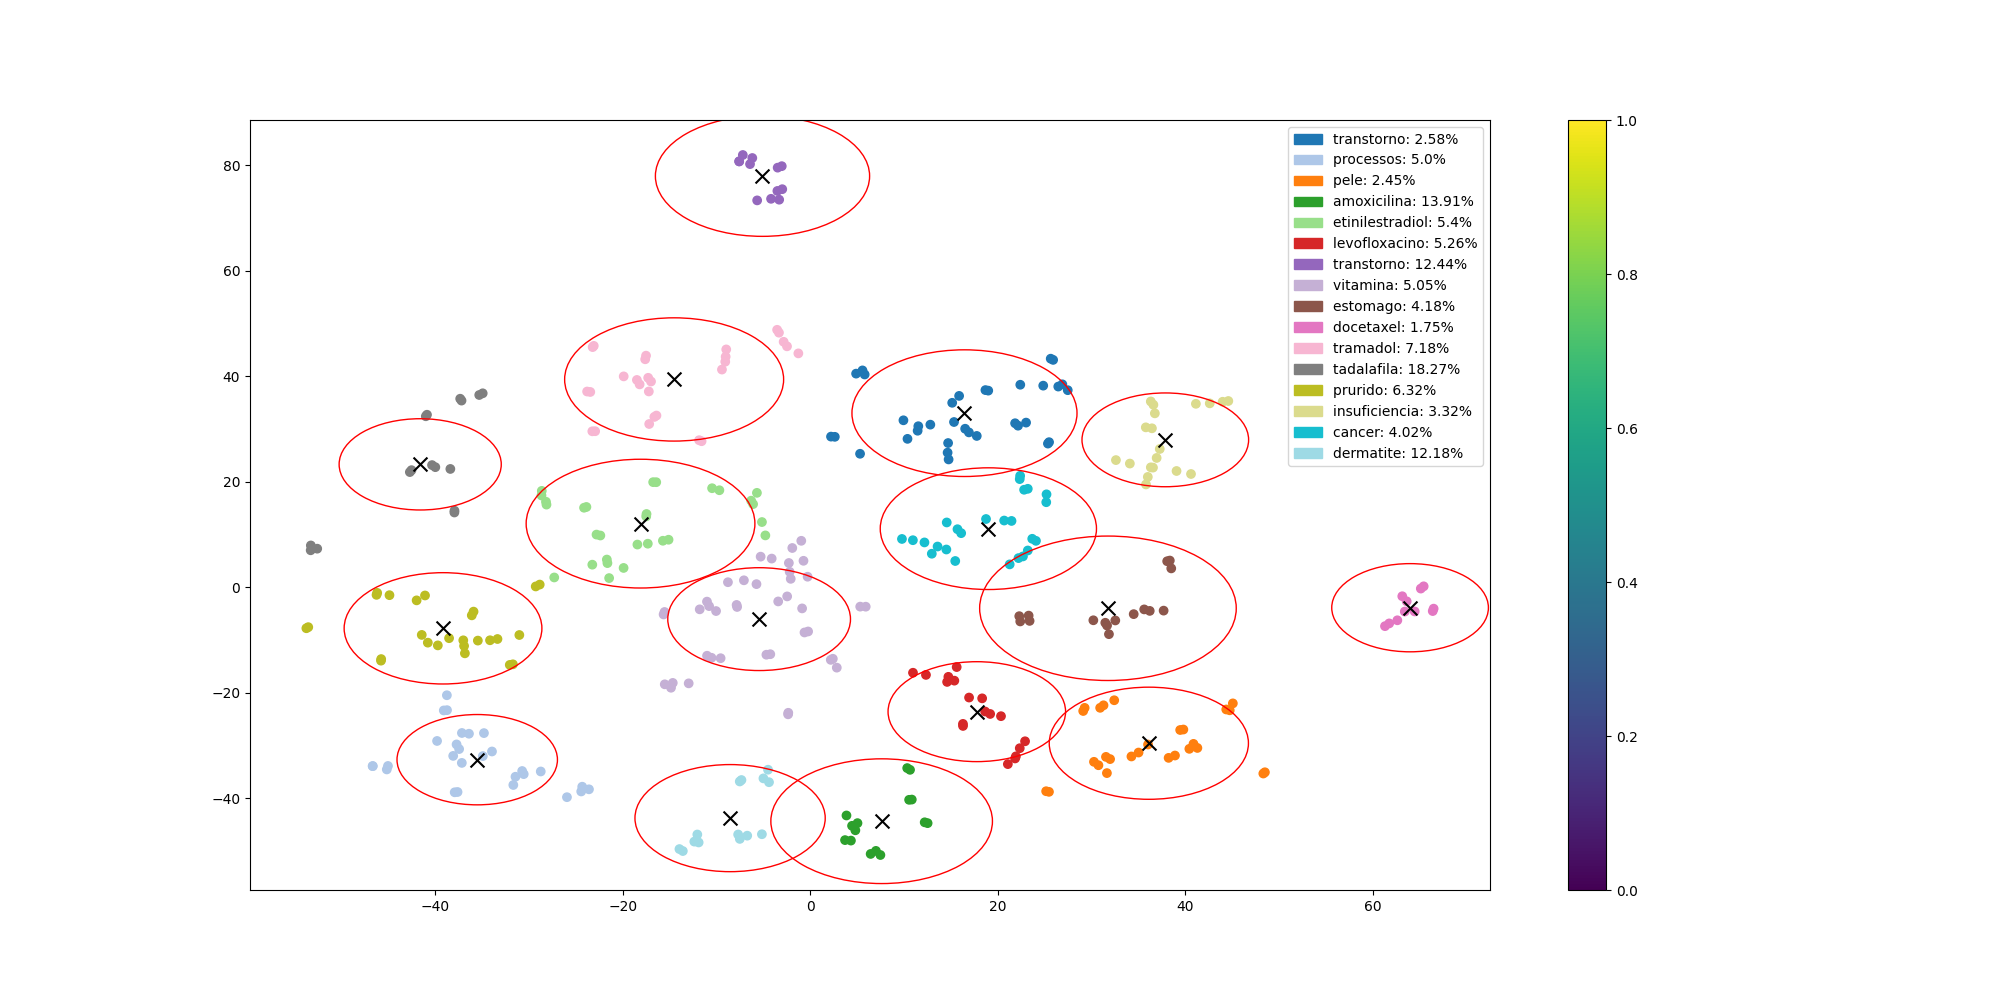 transtorno: 2.58%
processos: 5.0%
pele: 2.45%
amoxicilina: 13.91%
etinilestradiol: 5.4%
levofloxacino: 5.26%
transtorno: 12.44%
vitamina: 5.05%
estomago: 4.18%
docetaxel: 1.75%
tramadol: 7.18%
tadalafila: 18.27%
prurido: 6.32%
insuficiencia: 3.32%
cancer: 4.02%
dermatite: 12.18%
80
60
40
20
0
−20
−40
−40 −20 0 20 40 60
1.0
0.8
0.6
0.4
0.2
0.0